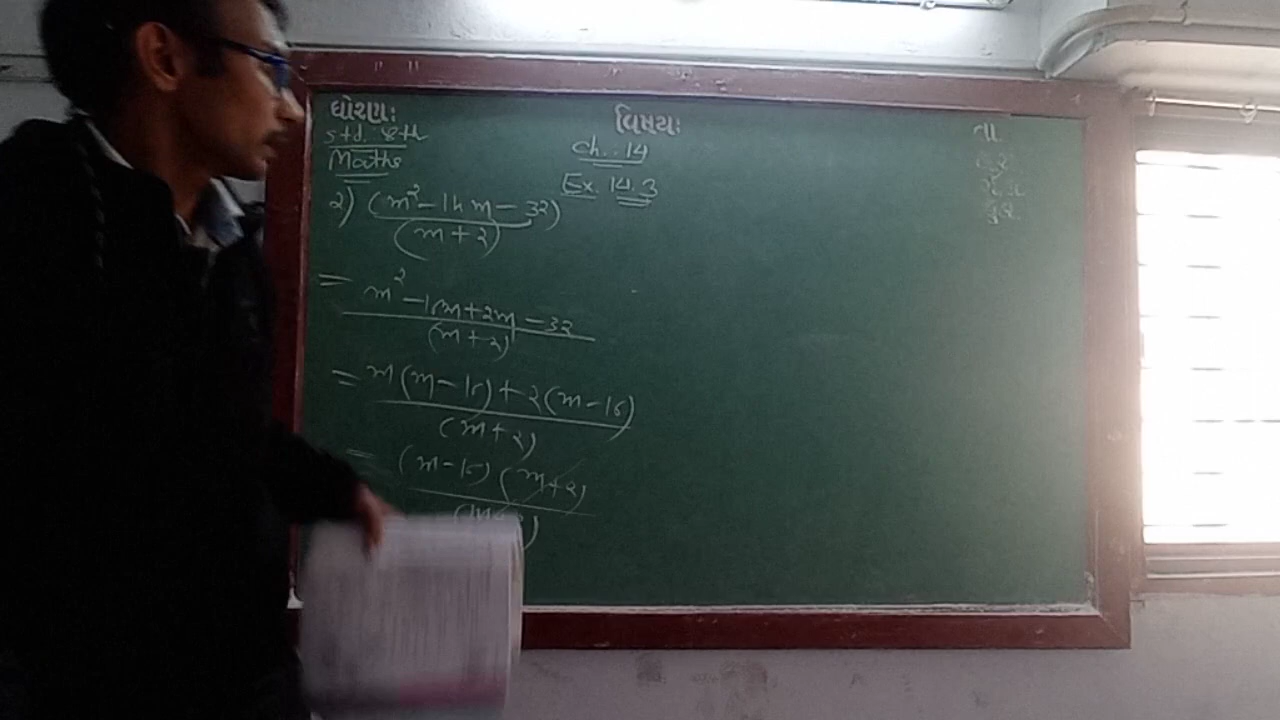 ધોરણ: વિષય: તા.
std. 8th Ch. : 14
Maths Ex. 14.3
2) (m² - 14m - 32)
(m + 2)
= m² - 16m + 2m - 32
(m + 2)
= m(m - 16) + 2(m - 16)
(m + 2)
= (m - 16) (m + 2)
(m + 2)